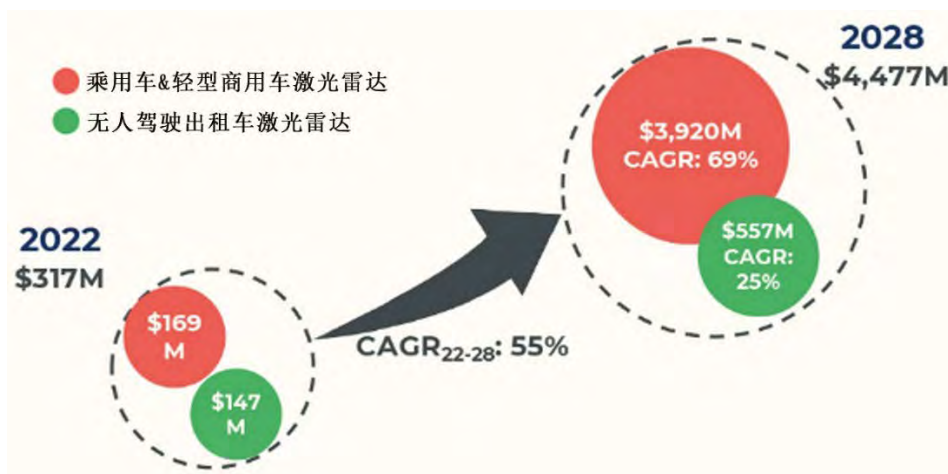 乘用车&轻型商用车激光雷达
无人驾驶出租车激光雷达
2022
$317M
$169
M
$147
M
CAGR22-28: 55%
2028
$4,477M
$3,920M
CAGR: 69%
$557M
CAGR:
25%